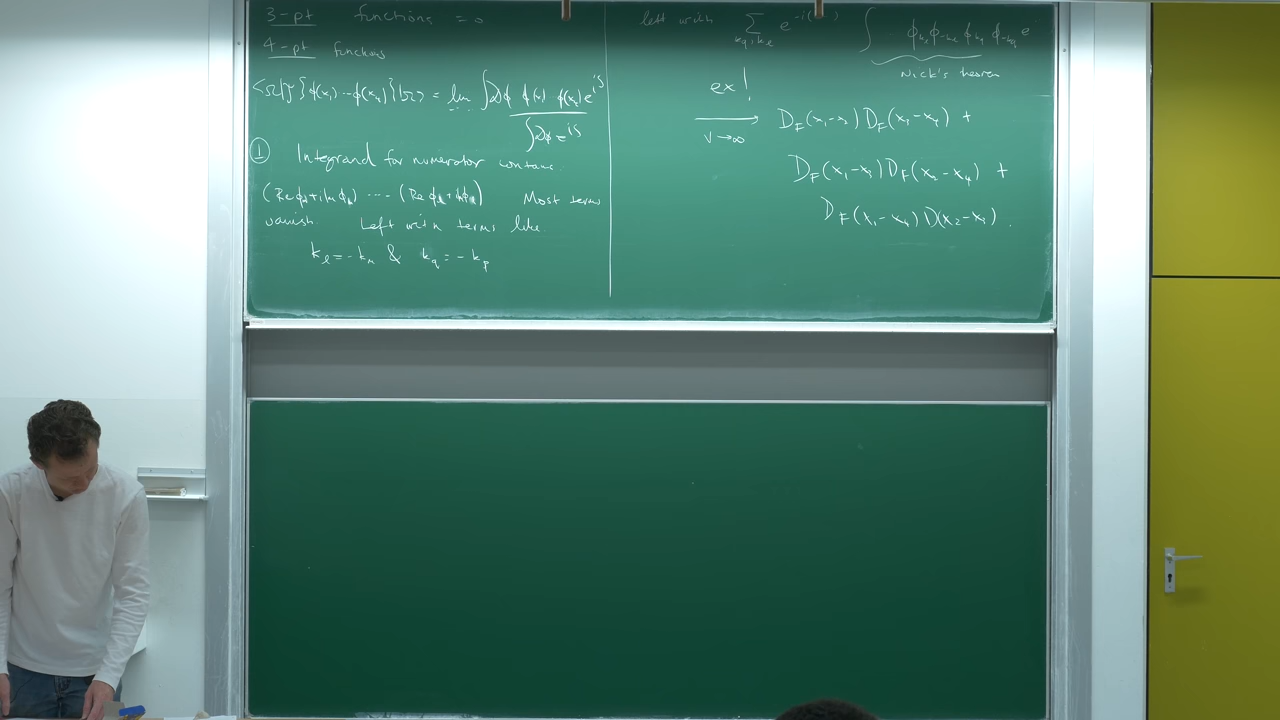 3-pt functions = 0
4-pt functions
<Ω|T{φ(x₁)...φ(x₄)}|Ω> = lim ∫Dφ φ(x₁) φ(x₄) e^{iS}
∫Dφ e^{iS}
① Integrand for numerator contains
(Re φ + i Im φ) .... (Re φ + Im φ) Most terms
vanish. Left with terms like
k_l = -k_n & k_q = -k_p
left with Σ e^{-i( )} ∫ φ φ φ φ e
Wick's theorem
ex!
V→∞
D_F(x₁-x₂) D_F(x₃-x₄) +
D_F(x₁-x₃) D_F(x₂-x₄) +
D_F(x₁-x₄) D(x₂-x₃).